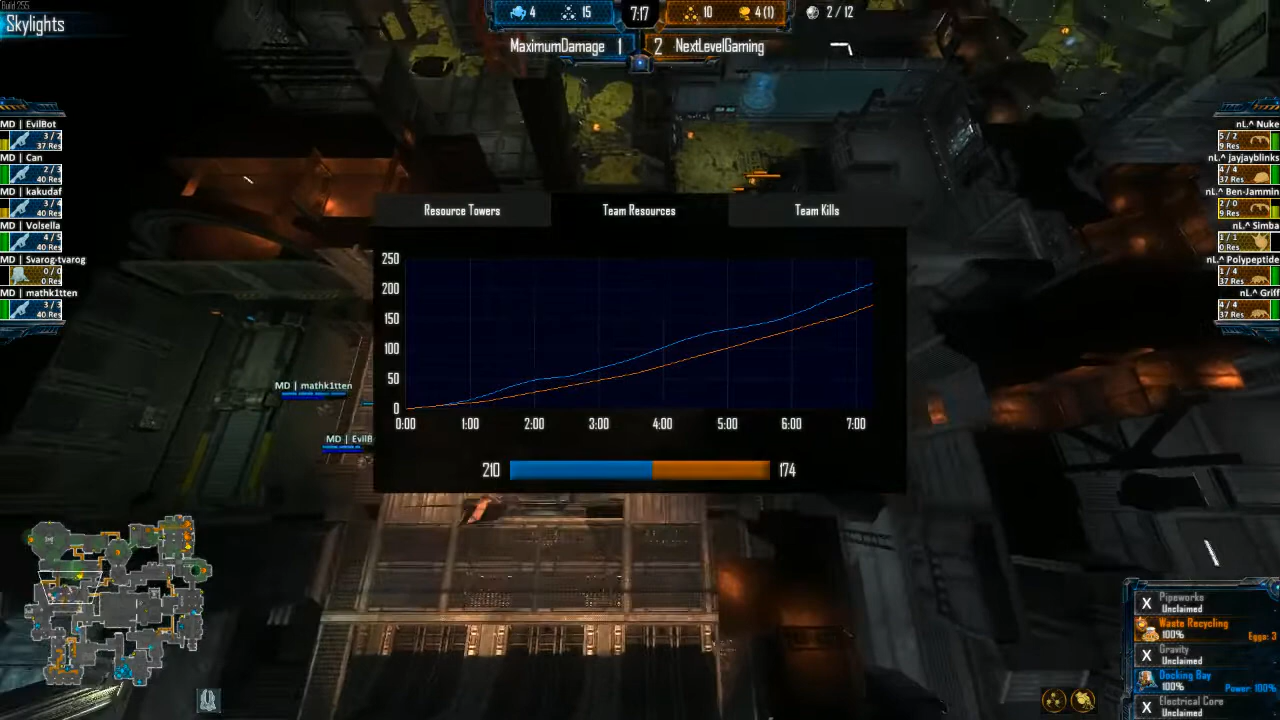 Build 255
Skylights
4
15
7:17
10
4 (1)
2 / 12
MaximumDamage 1
2 NextLevelGaming
MD | EvilBot
3 / 7
37 Res
MD | Can
2 / 3
40 Res
MD | kakudaf
3 / 4
40 Res
MD | Volsella
4 / 5
40 Res
MD | Svarog-tvarog
0 / 0
0 Res
MD | mathk1tten
3 / 3
40 Res
nL.^ Nuke
5 / 2
9 Res
nL.^ jayjayblinks
4 / 4
37 Res
nL.^ Ben-Jammin
2 / 0
9 Res
nL.^ Simba
1 / 1
0 Res
nL.^ Polypeptide
1 / 4
37 Res
nL.^ Griff
4 / 4
37 Res
Resource Towers
Team Resources
Team Kills
250
200
150
100
50
0
0:00 1:00 2:00 3:00 4:00 5:00 6:00 7:00
210
174
MD | mathk1tten
MD | EvilB
Pipeworks
Unclaimed
Waste Recycling
100%
Eggs: 3
Gravity
Unclaimed
Docking Bay
100%
Power: 100%
Electrical Core
Unclaimed